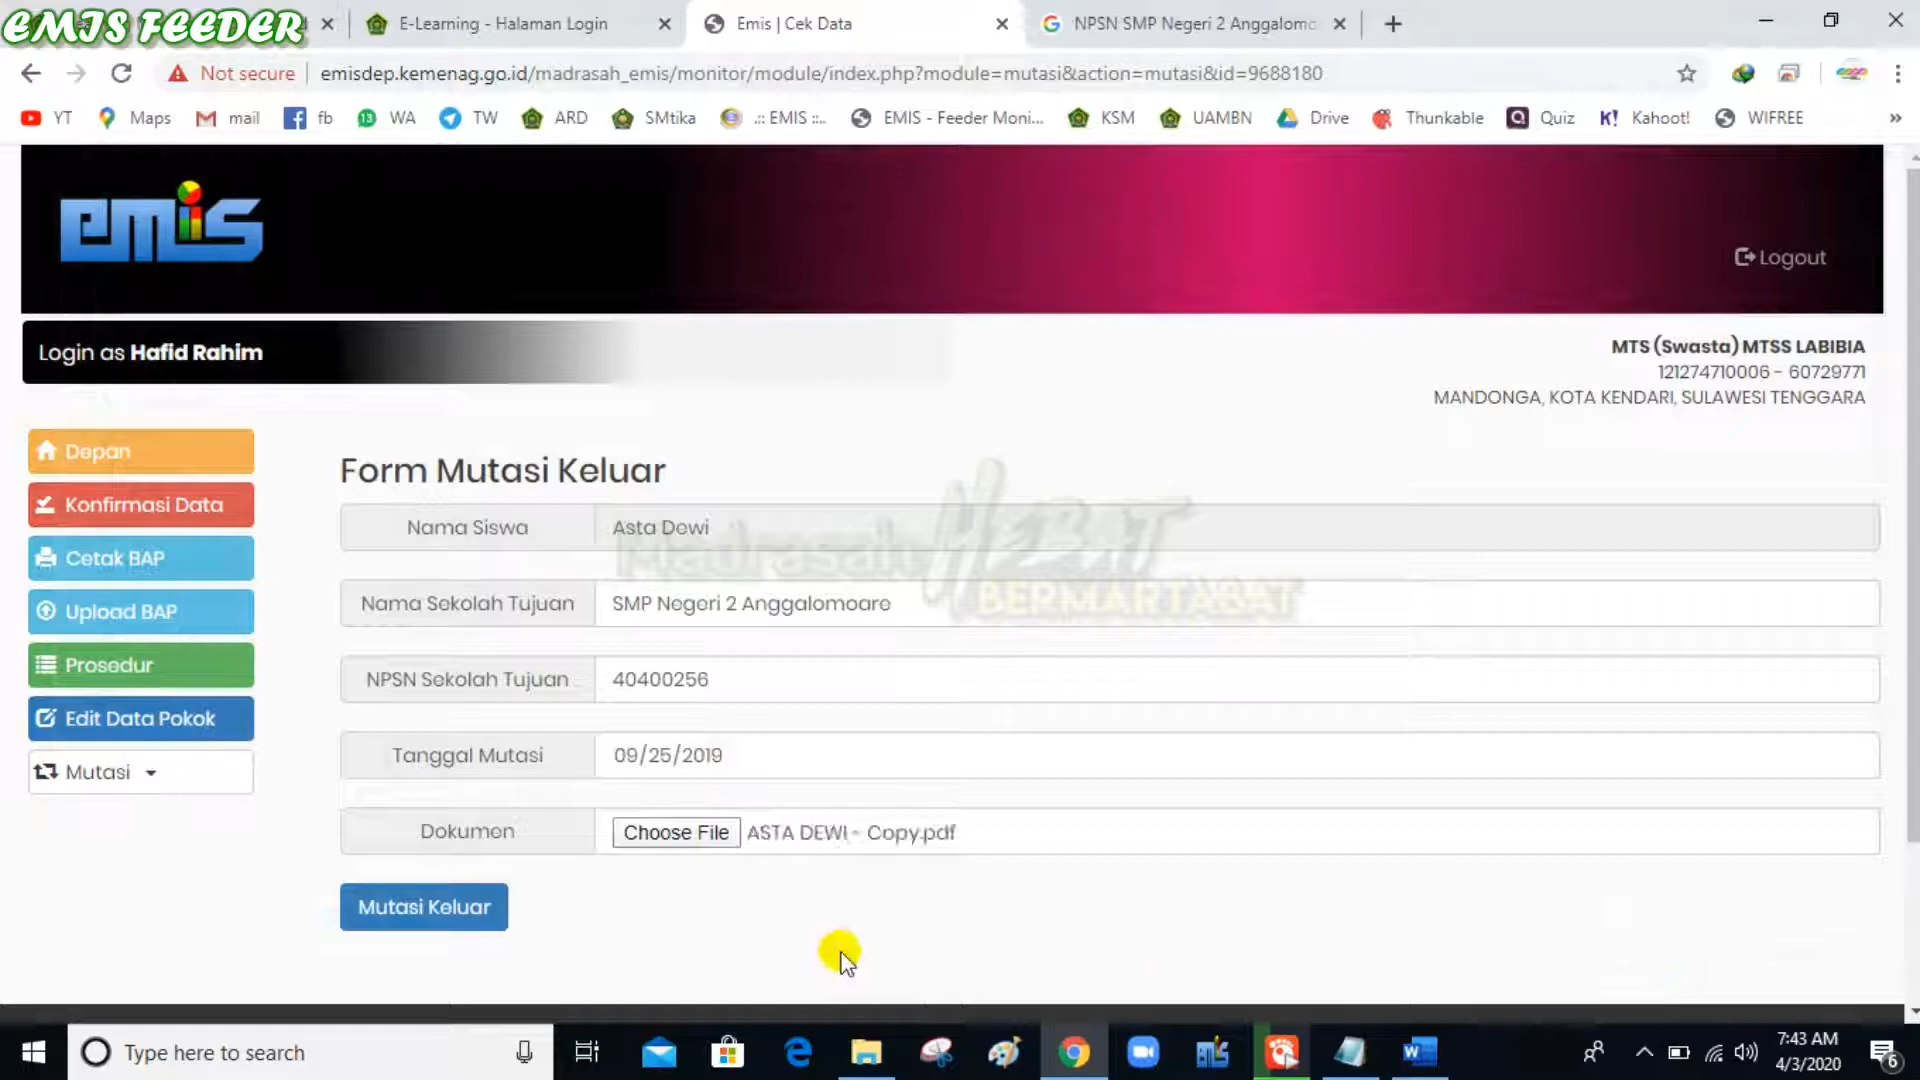 EMIS FEEDER
E-Learning - Halaman Login
Emis | Cek Data
NPSN SMP Negeri 2 Anggalomo
Not secure
emisdep.kemenag.go.id/madrasah_emis/monitor/module/index.php?module=mutasi&action=mutasi&id=9688180
YT
Maps
mail
fb
WA
TW
ARD
SMtika
.:: EMIS ::..
EMIS - Feeder Moni...
KSM
UAMBN
Drive
Thunkable
Quiz
Kahoot!
WIFREE
emis
Logout
Login as Hafid Rahim
MTS (Swasta) MTSS LABIBIA
121274710006 - 60729771
MANDONGA, KOTA KENDARI, SULAWESI TENGGARA
Depan
Konfirmasi Data
Cetak BAP
Upload BAP
Prosedur
Edit Data Pokok
Mutasi
Form Mutasi Keluar
Nama Siswa
Asta Dewi
Madrasah HEBAT
BERMARTABAT
Nama Sekolah Tujuan
SMP Negeri 2 Anggalomoare
NPSN Sekolah Tujuan
40400256
Tanggal Mutasi
09/25/2019
Dokumen
Choose File
ASTA DEWI - Copy.pdf
Mutasi Keluar
Type here to search
7:43 AM
4/3/2020
6